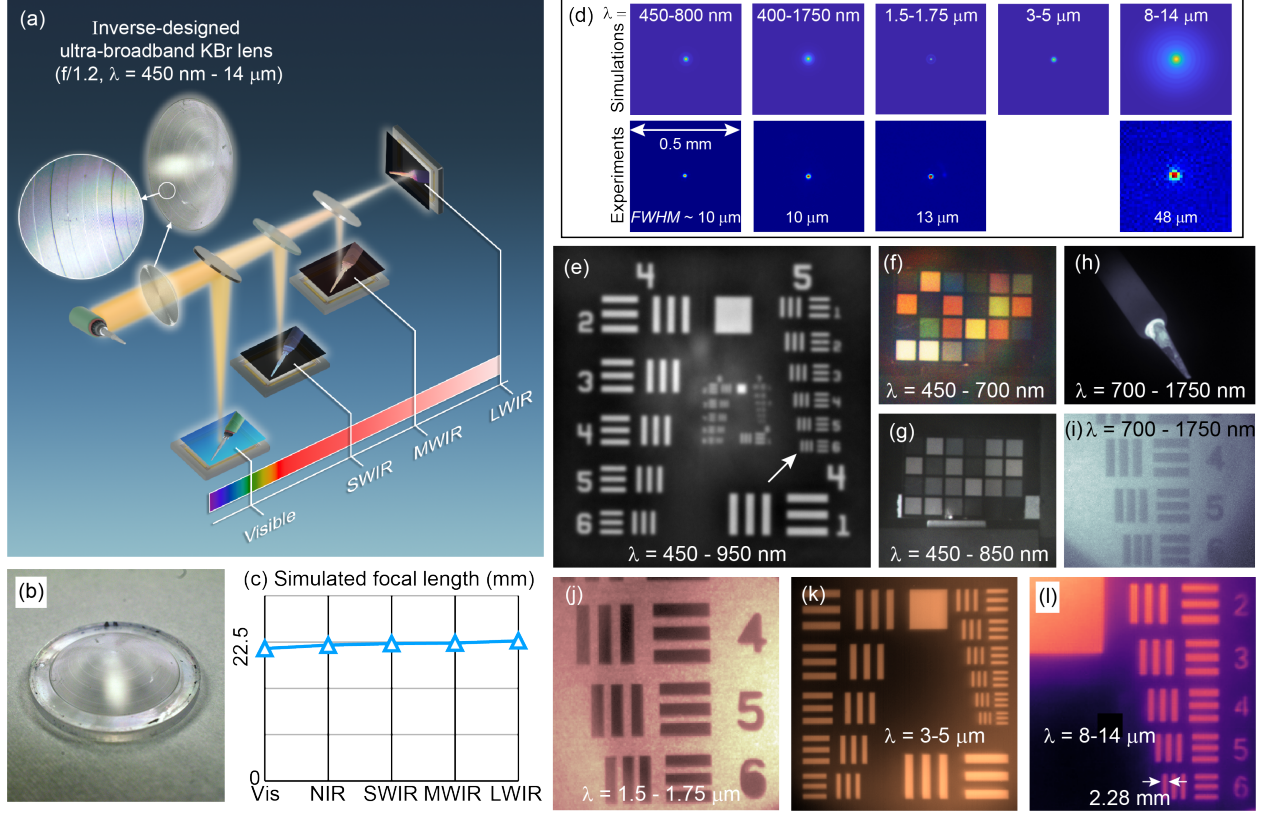 (a)
Inverse-designed
ultra-broadband KBr lens
(f/1.2, λ = 450 nm - 14 μm)
Visible
SWIR
MWIR
LWIR
(b)
(c) Simulated focal length (mm)
22.5
0
Vis NIR SWIR MWIR LWIR
(d) λ = 450-800 nm 400-1750 nm 1.5-1.75 μm 3-5 μm 8-14 μm
Simulations
Experiments
0.5 mm
FWHM ~ 10 μm 10 μm 13 μm 48 μm
(e)
4 5
2
3
4
5
6
1
2
3
4
5
6
4
1
λ = 450 - 950 nm
(f)
λ = 450 - 700 nm
(g)
λ = 450 - 850 nm
(h)
λ = 700 - 1750 nm
(i) λ = 700 - 1750 nm
4
5
6
(j)
4
5
6
λ = 1.5 - 1.75 μm
(k)
λ = 3-5 μm
(l)
2
3
4
5
6
λ = 8-14 μm
2.28 mm